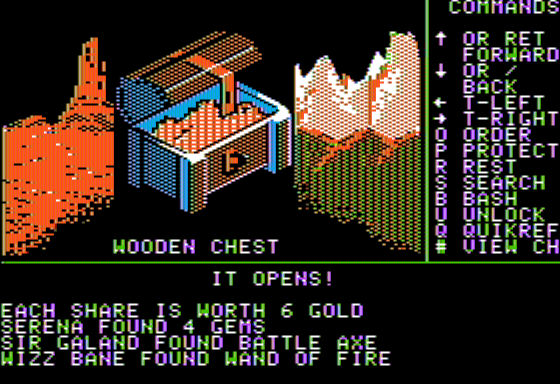 COMMANDS
↑ OR RET
FORWARD
↓ OR /
BACK
← T-LEFT
→ T-RIGHT
O ORDER
P PROTECT
R REST
S SEARCH
B BASH
U UNLOCK
Q QUIKREF
# VIEW CH
WOODEN CHEST
IT OPENS!
EACH SHARE IS WORTH 6 GOLD
SERENA FOUND 4 GEMS
SIR GALAND FOUND BATTLE AXE
WIZZ BANE FOUND WAND OF FIRE